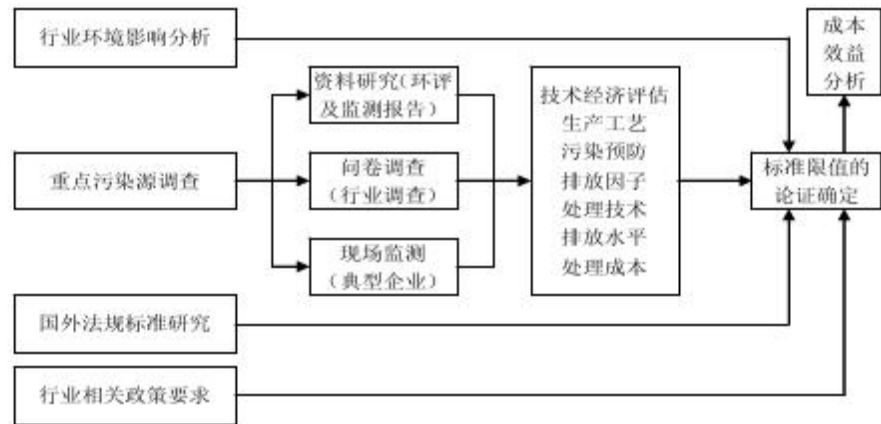 行业环境影响分析
成本
效益
分析
资料研究(环评
及监测报告)
技术经济评估
生产工艺
污染预防
排放因子
处理技术
排放水平
处理成本
重点污染源调查
问卷调查
(行业调查)
标准限值的
论证确定
现场监测
(典型企业)
国外法规标准研究
行业相关政策要求